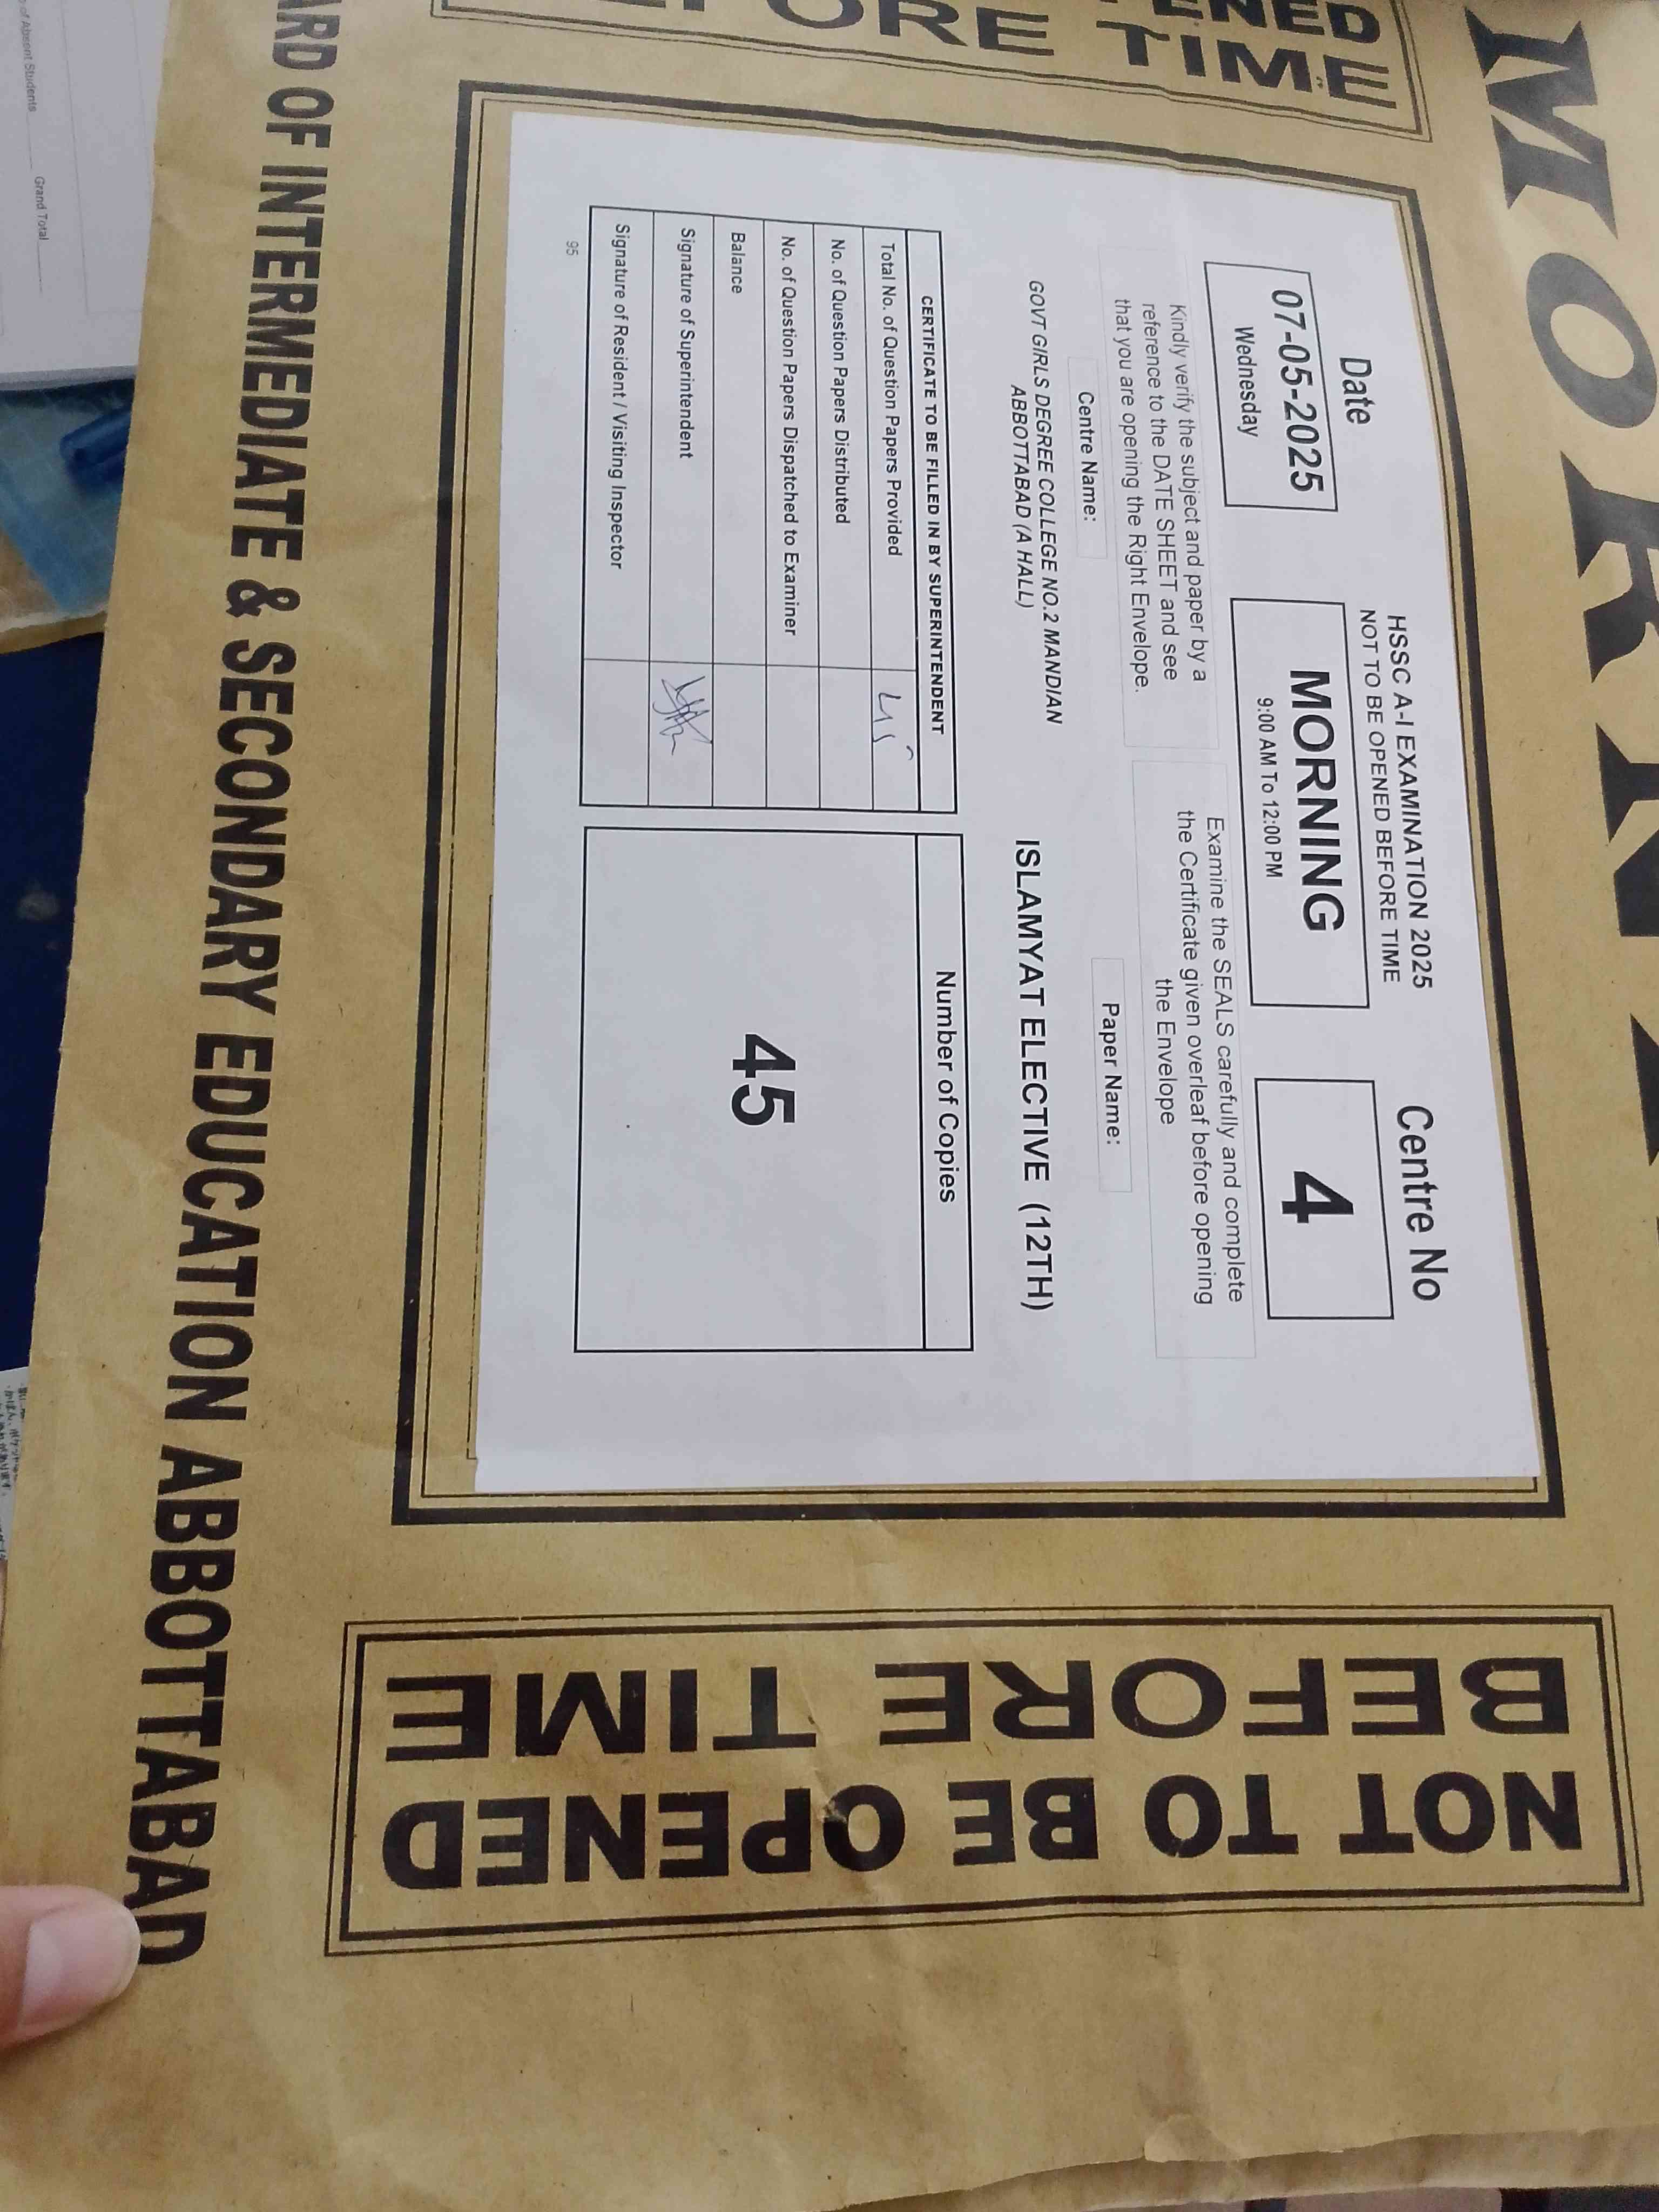 of Absent Students
Grand Total
OPENED
BEFORE TIME
MORN
HSSC A-I EXAMINATION 2025
NOT TO BE OPENED BEFORE TIME
Date
07-05-2025
Wednesday
MORNING
9:00 AM To 12:00 PM
Centre No
4
Kindly verify the subject and paper by a
reference to the DATE SHEET and see
that you are opening the Right Envelope.
Examine the SEALS carefully and complete
the Certificate given overleaf before opening
the Envelope
Centre Name:
Paper Name:
GOVT GIRLS DEGREE COLLEGE NO.2 MANDIAN
ABBOTTABAD (A HALL)
ISLAMYAT ELECTIVE (12TH)
CERTIFICATE TO BE FILLED IN BY SUPERINTENDENT
Total No. of Question Papers Provided 45
No. of Question Papers Distributed
No. of Question Papers Dispatched to Examiner
Balance
Signature of Superintendent
Signature of Resident / Visiting Inspector
95
Number of Copies
45
NOT TO BE OPENED
BEFORE TIME
ARD OF INTERMEDIATE & SECONDARY EDUCATION ABBOTTABAD